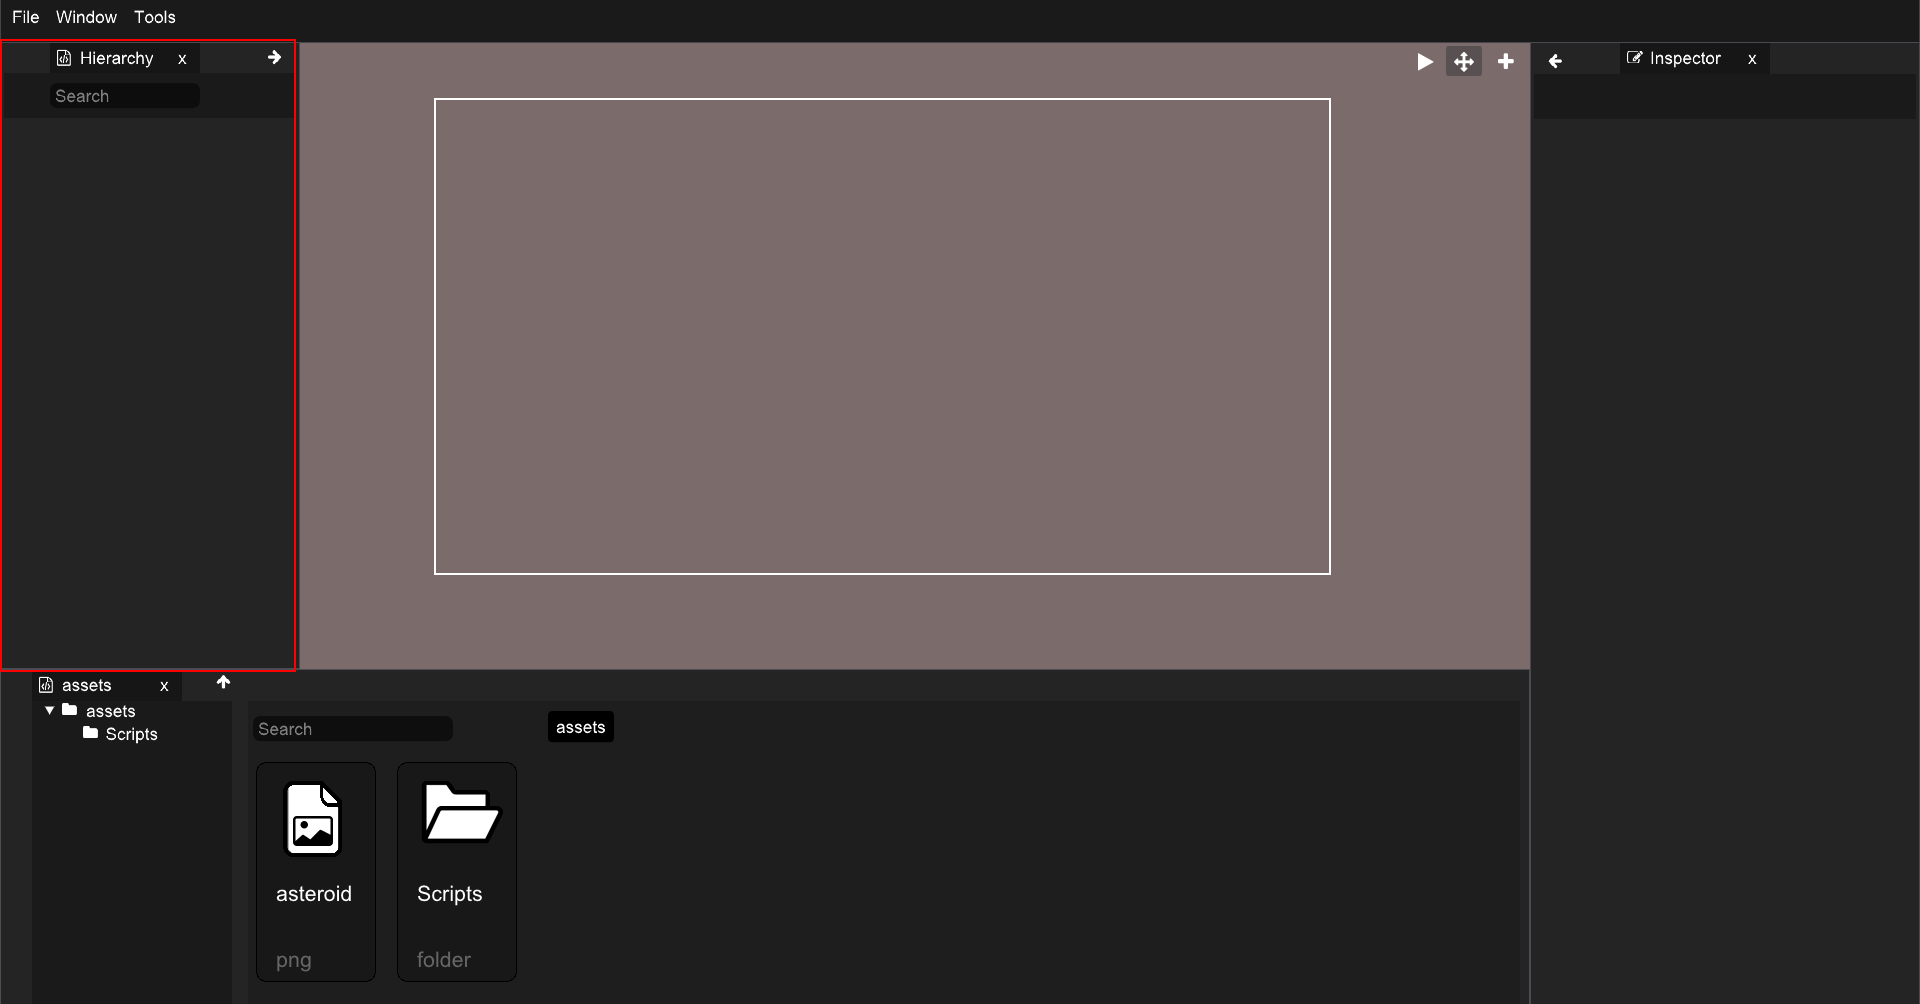 File Window Tools
Hierarchy x
Search
Inspector x
assets x
assets
Scripts
Search
assets
asteroid
png
Scripts
folder